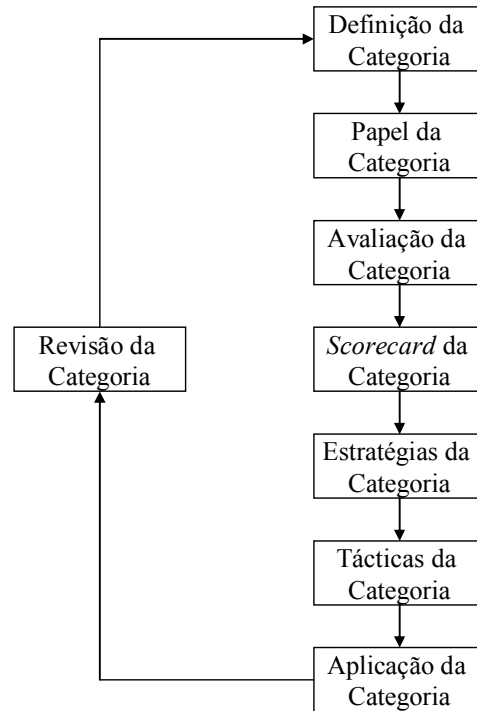 Definição da
Categoria
Papel da
Categoria
Avaliação da
Categoria
Scorecard da
Categoria
Revisão da
Categoria
Estratégias da
Categoria
Tácticas da
Categoria
Aplicação da
Categoria